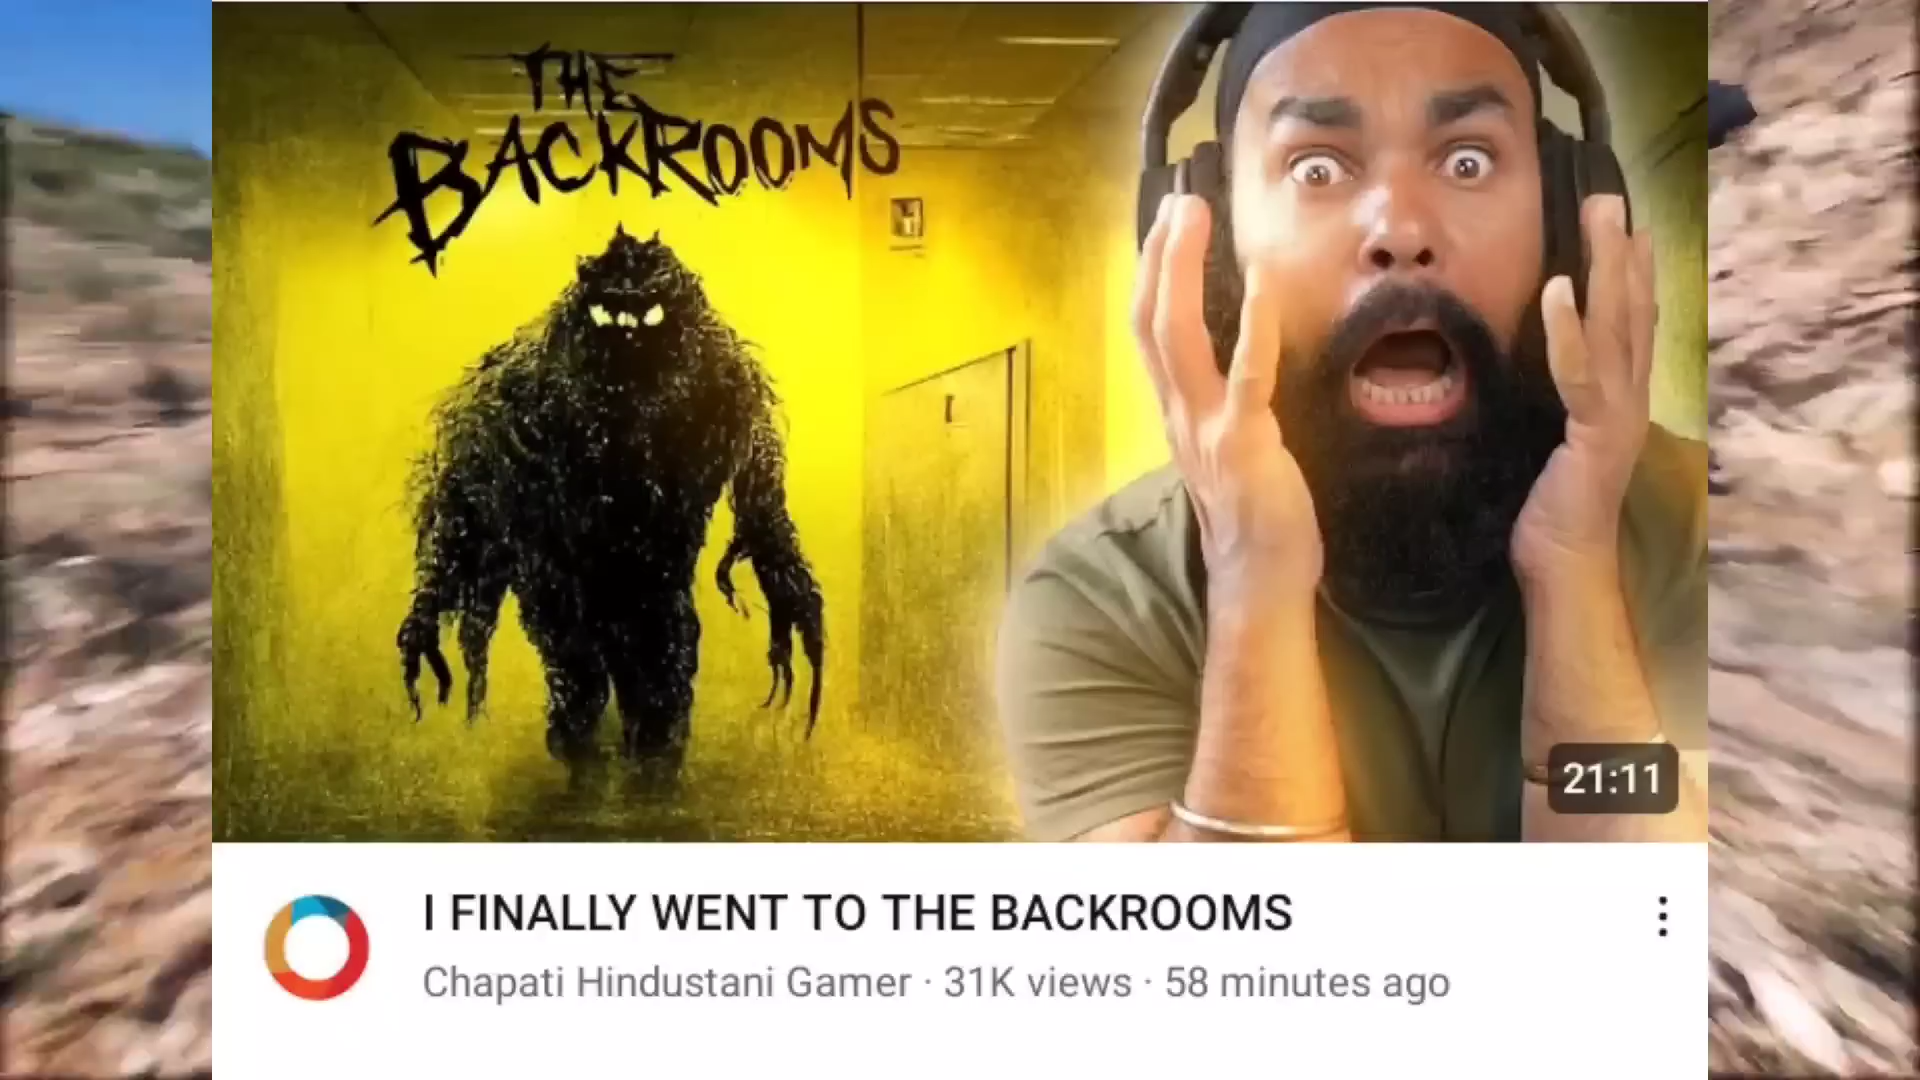 THE
BACKROOMS
21:11
I FINALLY WENT TO THE BACKROOMS
Chapati Hindustani Gamer · 31K views · 58 minutes ago